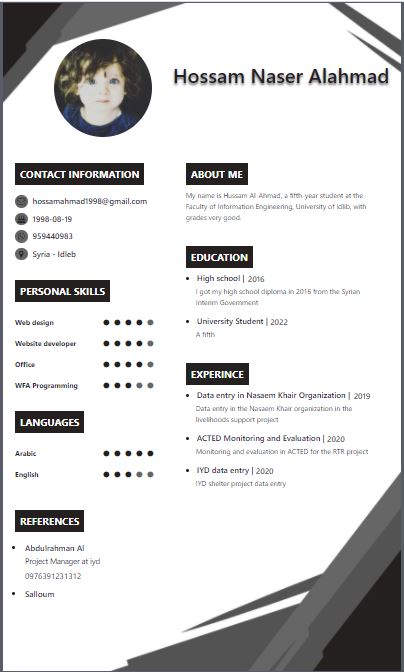 Hossam Naser Alahmad
CONTACT INFORMATION
hossamahmad1998@gmail.com
1998-08-19
959440983
Syria - Idleb
PERSONAL SKILLS
Web design
Website developer
Office
WFA Programming
LANGUAGES
Arabic
English
REFERENCES
Abdulrahman Al
Project Manager at iyd
0976391231312
Salloum
ABOUT ME
My name is Hussam Al-Ahmad, a fifth-year student at the
Faculty of Information Engineering, University of Idlib, with
grades very good.
EDUCATION
High school | 2016
I got my high school diploma in 2016 from the Syrian
Interim Government
University Student | 2022
A fifth
EXPERINCE
Data entry in Nasaem Khair Organization | 2019
Data entry in the Nasaem Khair organization in the
livelihoods support project
ACTED Monitoring and Evaluation | 2020
Monitoring and evaluation in ACTED for the RTR project
IYD data entry | 2020
IYD shelter project data entry